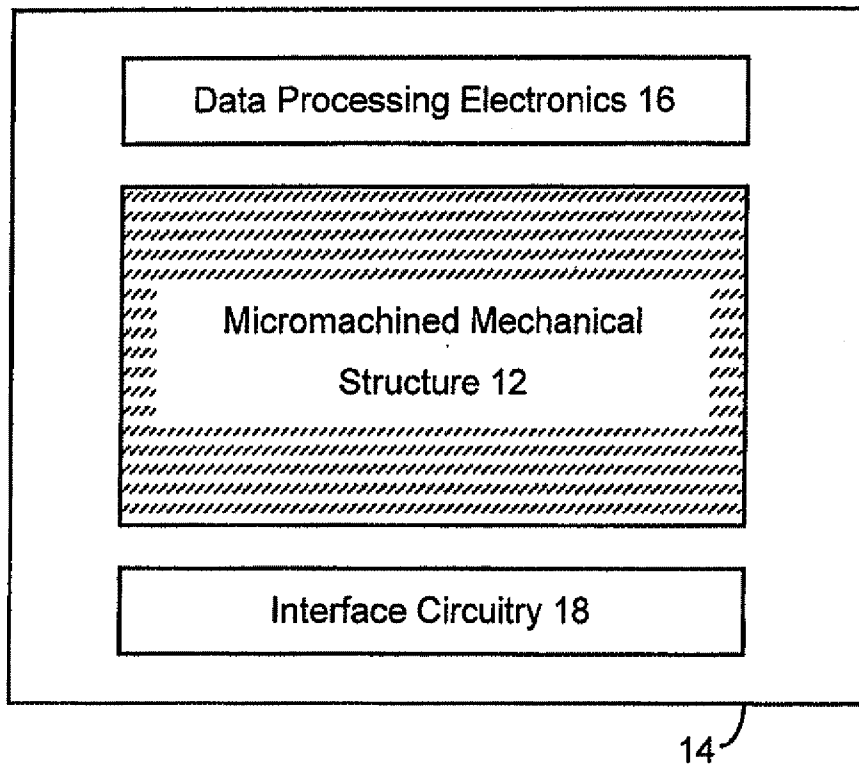 Data Processing Electronics 16
Micromachined Mechanical
Structure 12
Interface Circuitry 18
14